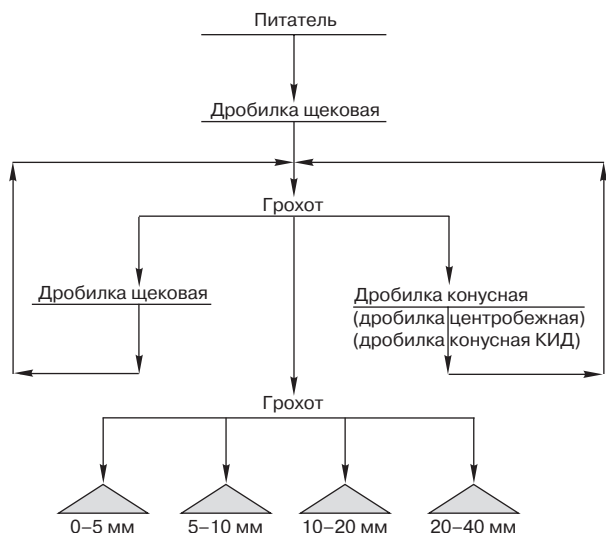 Питатель
Дробилка щековая
Грохот
Дробилка щековая
Дробилка конусная
(дробилка центробежная)
(дробилка конусная КИД)
Грохот
0–5 мм
5–10 мм
10–20 мм
20–40 мм